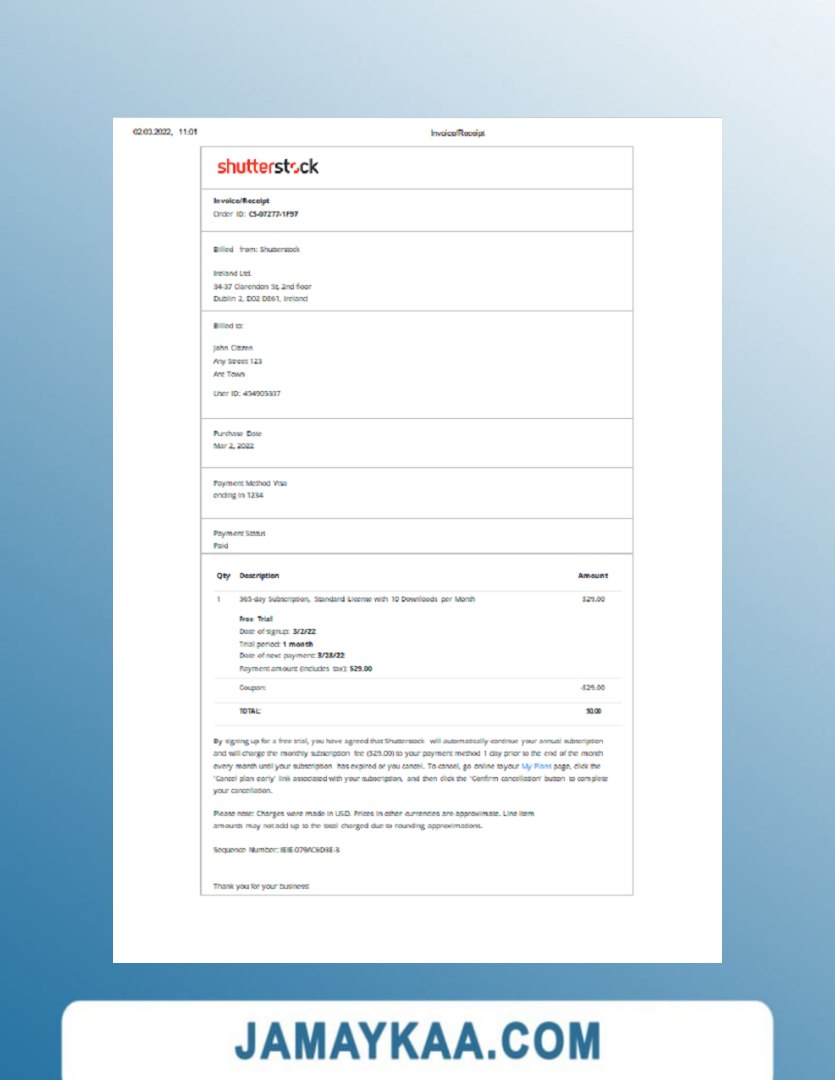 02.03.2022, 11:01
Invoice/Receipt
shutterstock
Invoice/Receipt
Order ID: CS-07277-1F97
Billed from: Shutterstock
Ireland Ltd.
34-37 Clarendon St, 2nd floor
Dublin 2, D02 DE61, Ireland
Billed to:
John Citizen
Any Street 123
Ant Town
User ID: 454905337
Purchase Date
Mar 2, 2022
Payment Method Visa
ending in 1234
Payment Status
Paid
Qty Description Amount
1 365-day Subscription, Standard License with 10 Downloads per Month $29.00
Free Trial
Date of signup: 3/2/22
Trial period: 1 month
Date of next payment: 3/28/22
Payment amount (includes tax): $29.00
Coupon: -$29.00
TOTAL: $0.00
By signing up for a free trial, you have agreed that Shutterstock will automatically continue your annual subscription
and will charge the monthly subscription fee ($29.00) to your payment method 1 day prior to the end of the month
every month until your subscription has expired or you cancel. To cancel, go online to your My Plans page, click the
'Cancel plan early' link associated with your subscription, and then click the 'Confirm cancellation' button to complete
your cancellation.
Please note: Charges were made in USD. Prices in other currencies are approximate. Line item
amounts may not add up to the total charged due to rounding approximations.
Sequence Number:
Thank you for your business!
JAMAYKAA.COM